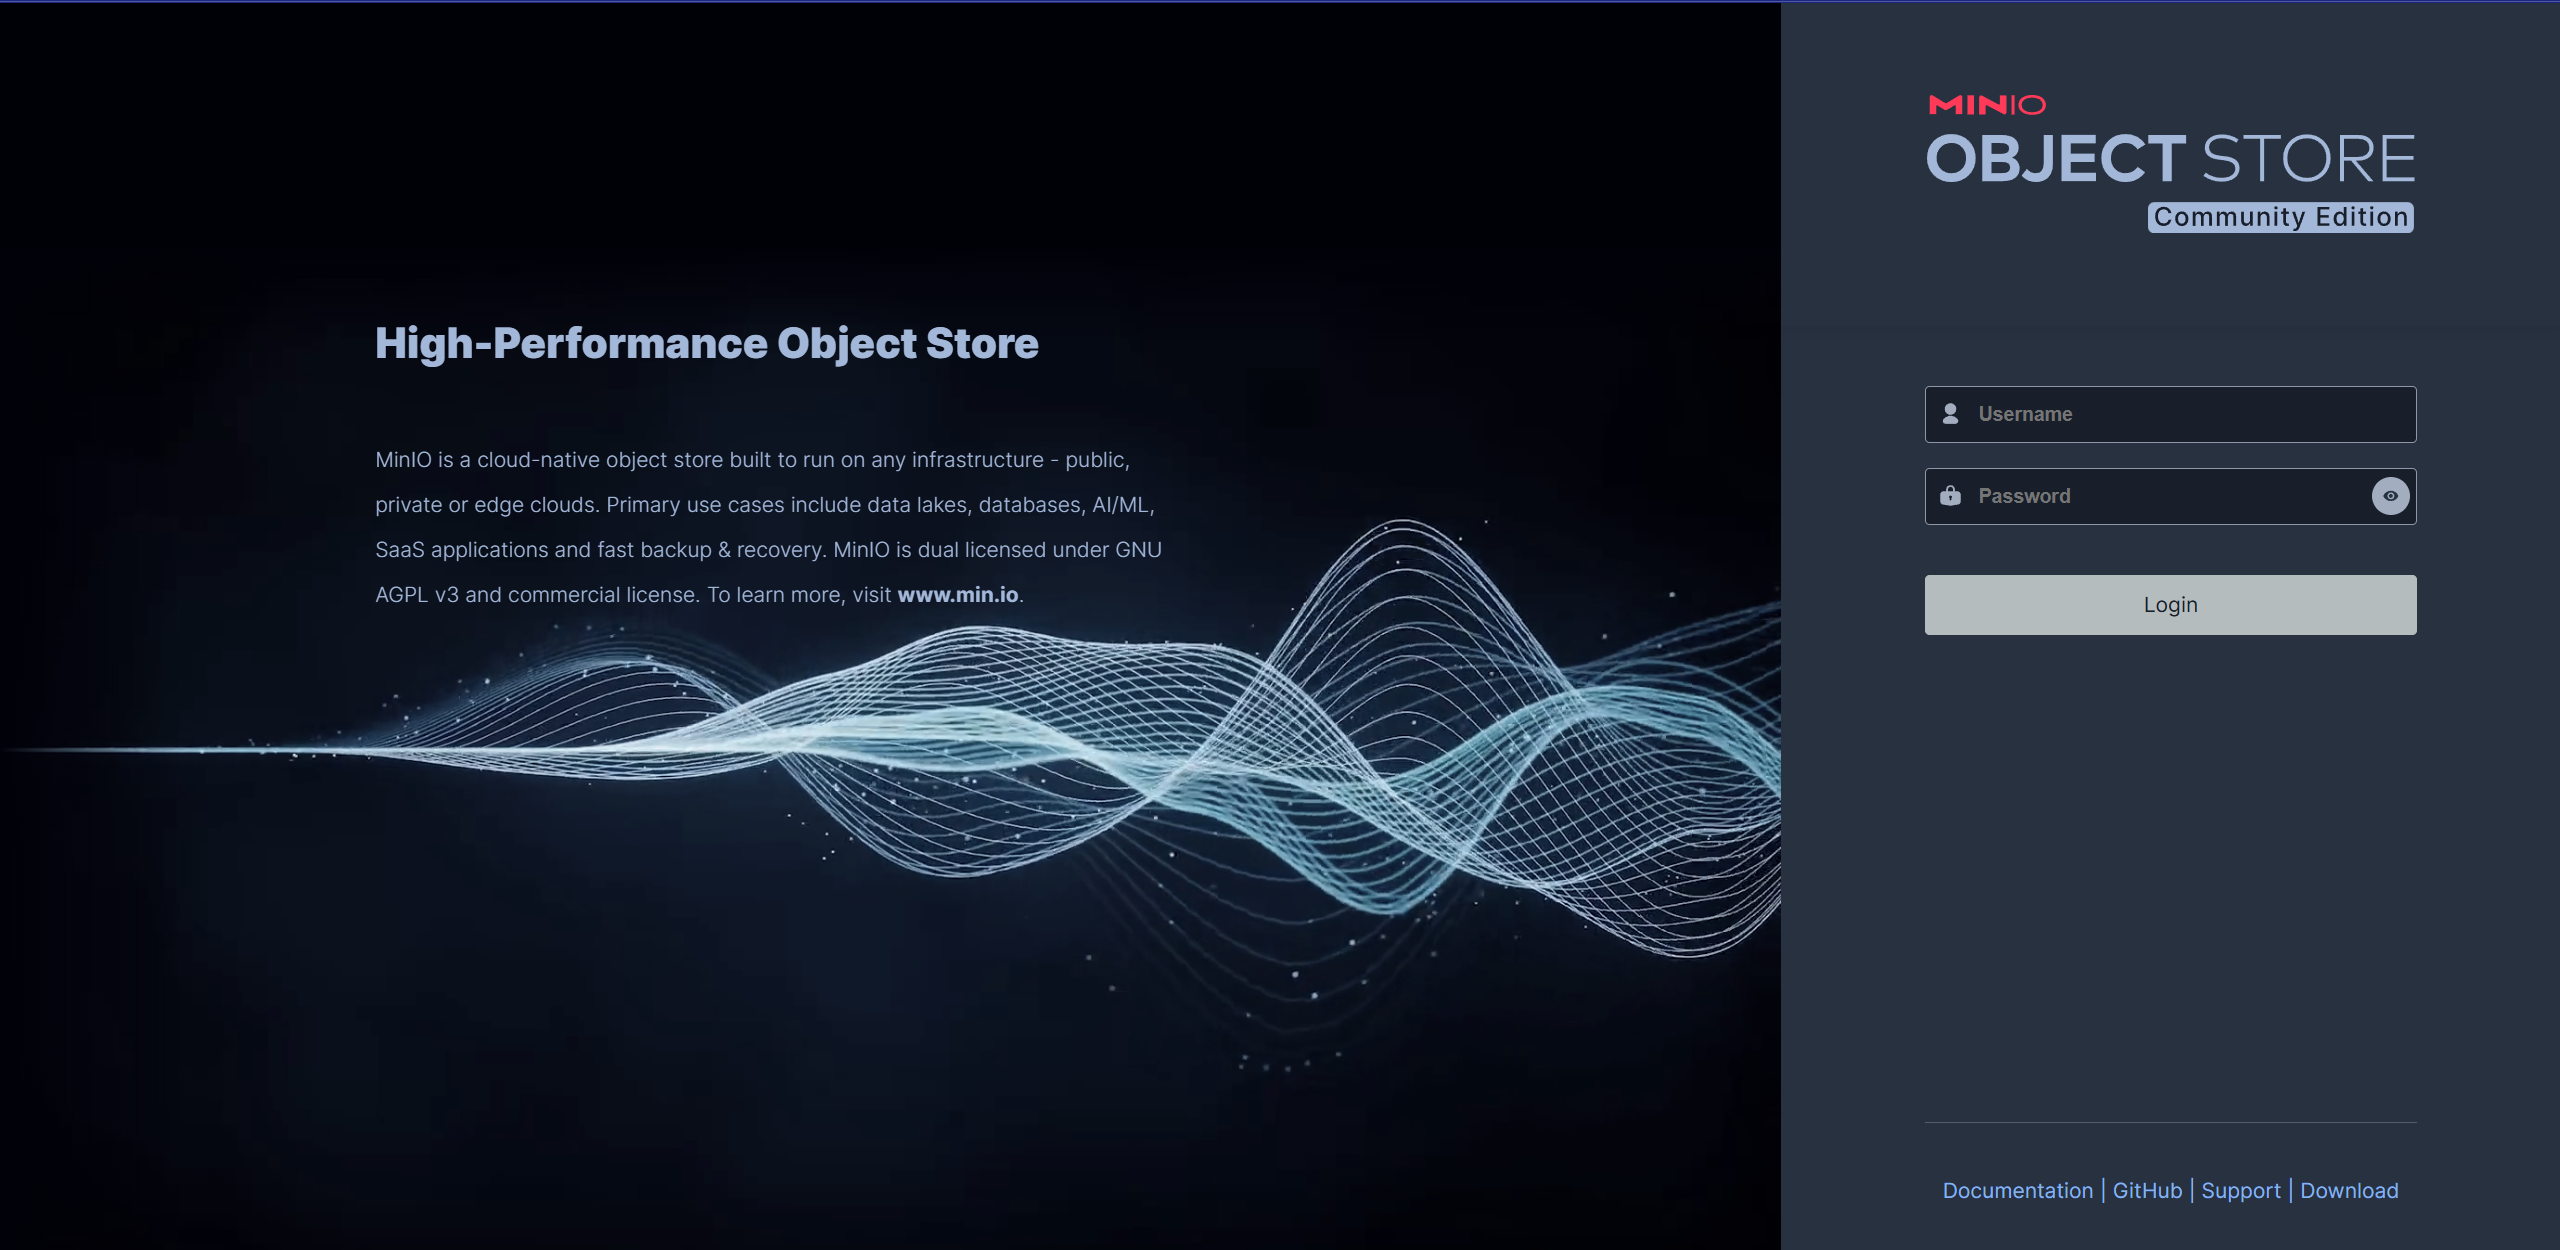 High-Performance Object Store
MinIO is a cloud-native object store built to run on any infrastructure - public,
private or edge clouds. Primary use cases include data lakes, databases, AI/ML,
SaaS applications and fast backup & recovery. MinIO is dual licensed under GNU
AGPL v3 and commercial license. To learn more, visit www.min.io.
MINIO
OBJECT STORE
Community Edition
Username
Password
Login
Documentation | GitHub | Support | Download